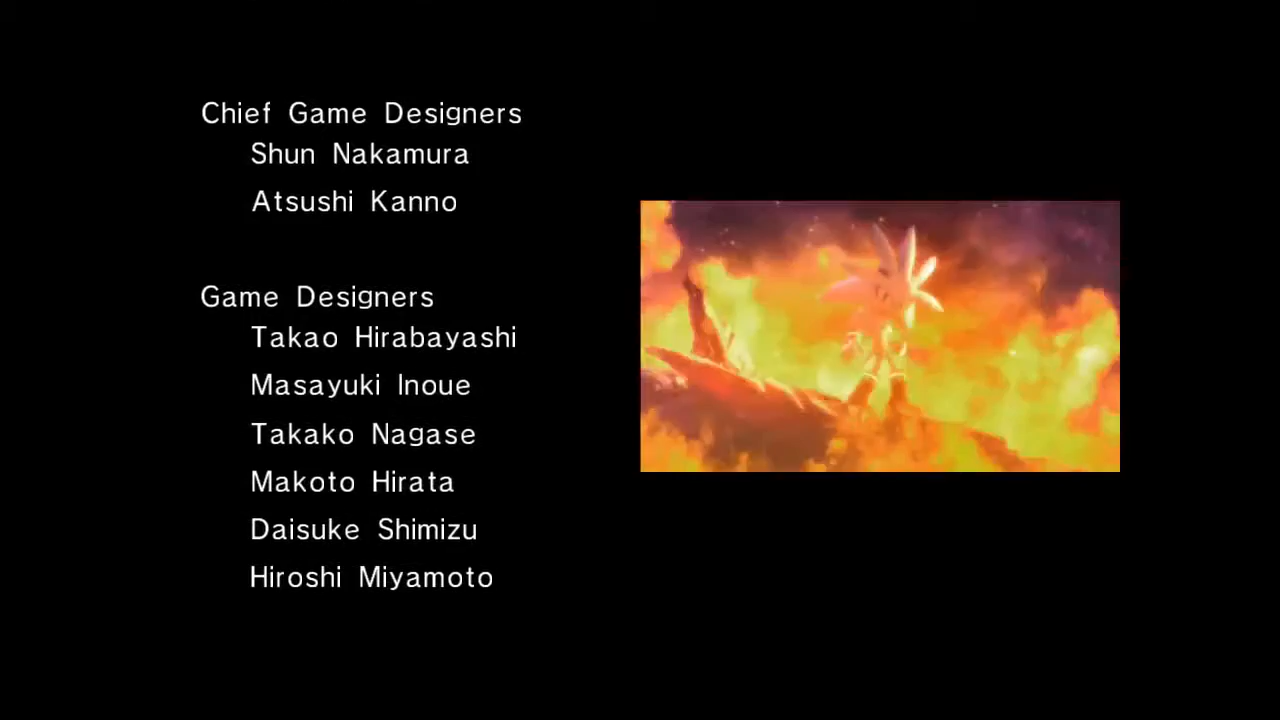 Chief Game Designers
Shun Nakamura
Atsushi Kanno
Game Designers
Takao Hirabayashi
Masayuki Inoue
Takako Nagase
Makoto Hirata
Daisuke Shimizu
Hiroshi Miyamoto